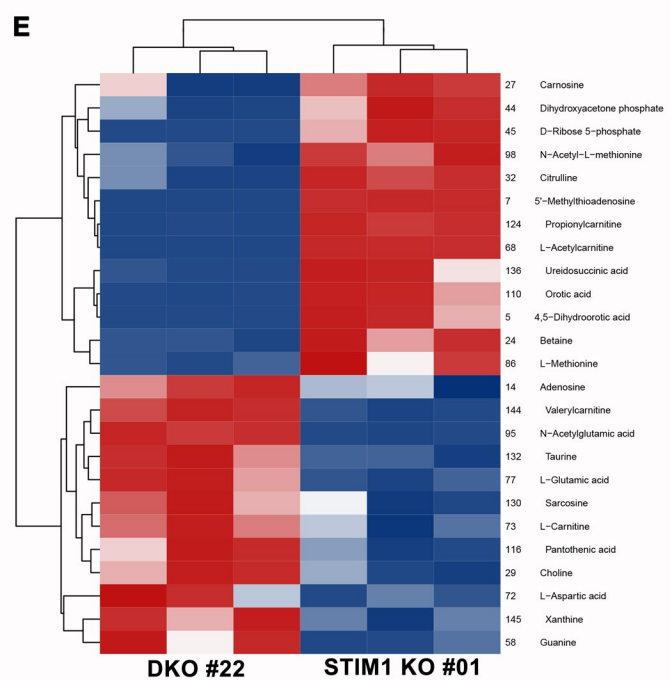 E
27 Carnosine
44 Dihydroxyacetone phosphate
45 D−Ribose 5−phosphate
98 N−Acetyl−L−methionine
32 Citrulline
7 5'−Methylthioadenosine
124 Propionylcarnitine
68 L−Acetylcarnitine
136 Ureidosuccinic acid
110 Orotic acid
5 4,5−Dihydroorotic acid
24 Betaine
86 L−Methionine
14 Adenosine
144 Valerylcarnitine
95 N−Acetylglutamic acid
132 Taurine
77 L−Glutamic acid
130 Sarcosine
73 L−Carnitine
116 Pantothenic acid
29 Choline
72 L−Aspartic acid
145 Xanthine
58 Guanine
DKO #22 STIM1 KO #01